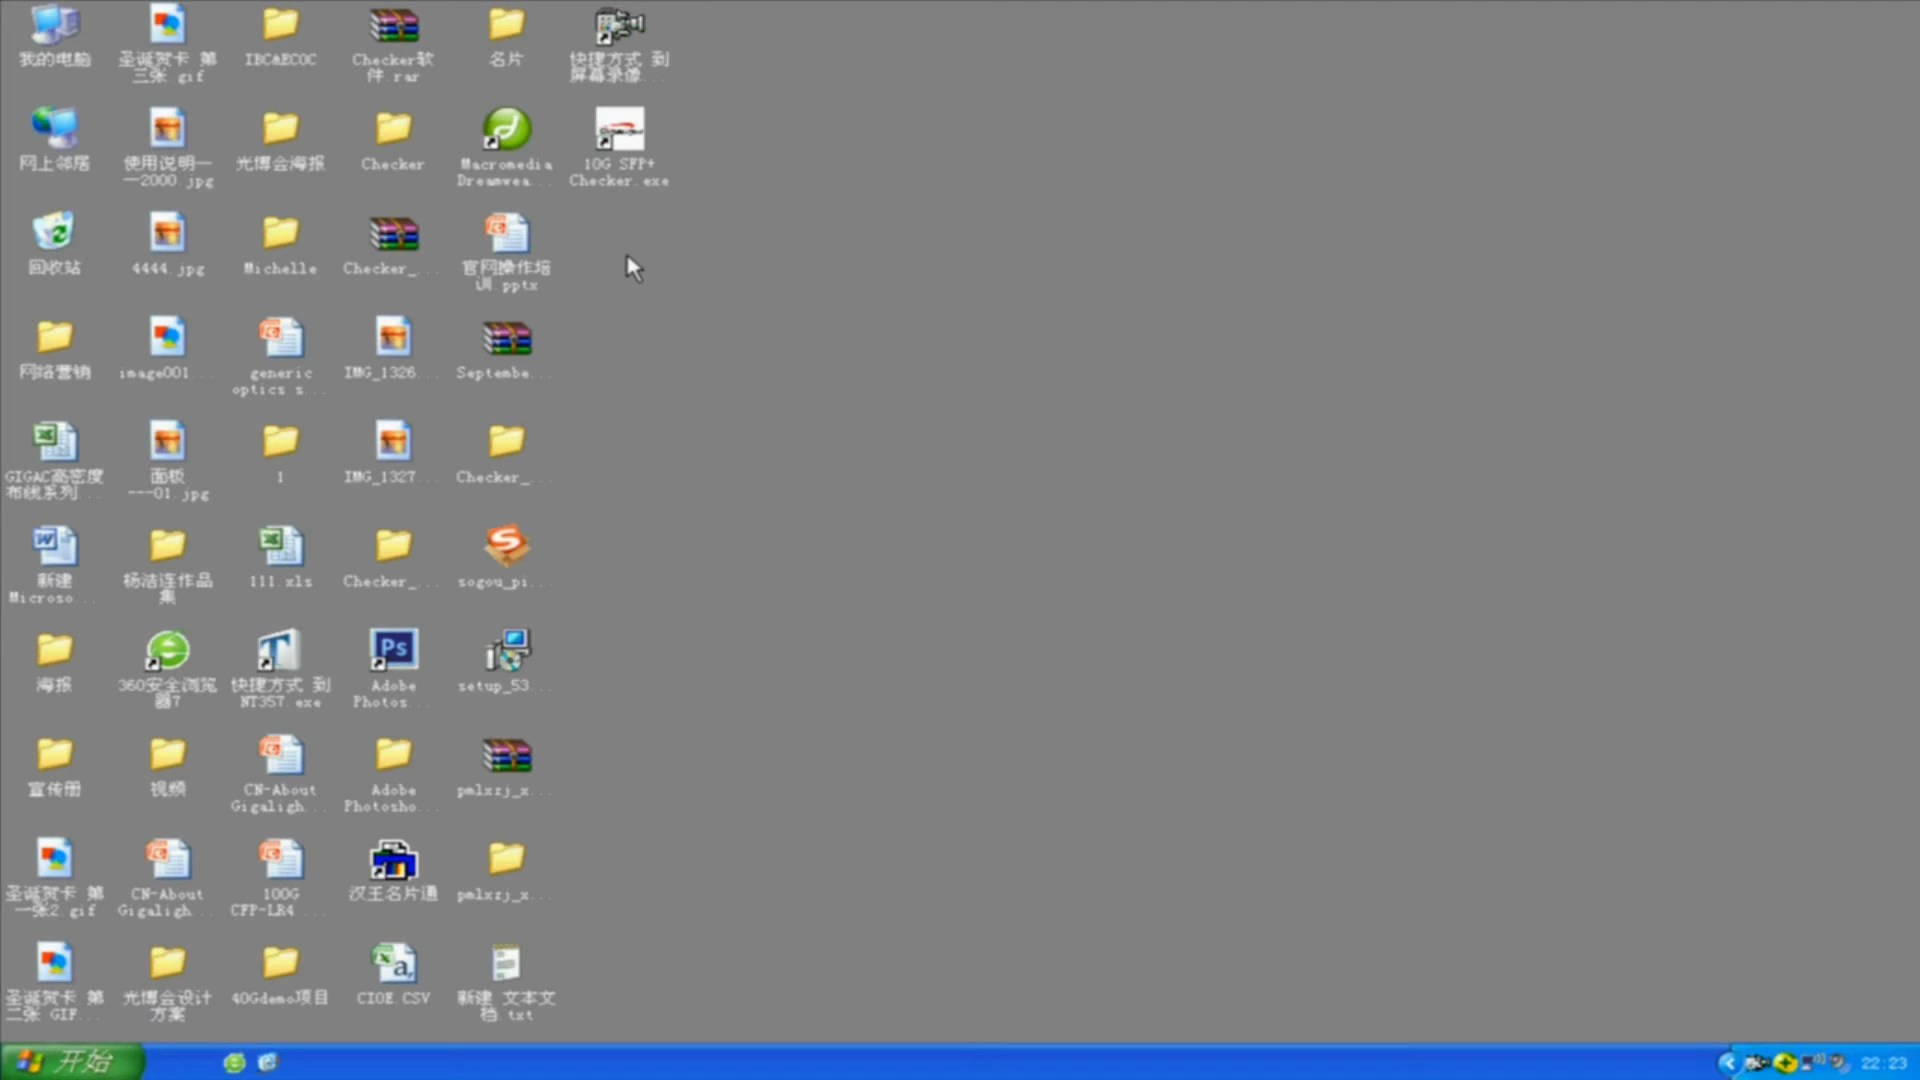 我的电脑
圣诞贺卡 第
三张.gif
IBC&ECOC
Checker软
件.rar
名片
快捷方式 到
屏幕录像...
网上邻居
使用说明一
—2000.jpg
光博会海报
Checker
Macromedia
Dreamwea...
10G SFP+
Checker.exe
回收站
4444.jpg
Michelle
Checker_...
官网操作培
训.pptx
网络营销
image001...
generic
optics s...
IMG_1326...
Septembe...
GIGAC高密度
布线系列...
面板
---01.jpg
1
IMG_1327...
Checker_...
新建
Microso...
杨洁连作品
集
111.xls
Checker_...
sogou_pi...
海报
360安全浏览
器7
快捷方式 到
NT357.exe
Ps
Adobe
Photos...
setup_53...
宣传册
视频
CN-About
Gigaligh...
Adobe
Photosho...
pmlxrj_x...
圣诞贺卡 第
一张2.gif
CN-About
Gigaligh...
100G
CFP-LR4 ...
汉王名片通
pmlxrj_x...
圣诞贺卡 第
二张 GIF...
光博会设计
方案
40Gdemo项目
CIOE.CSV
新建 文本文
档.txt
开始
22:23